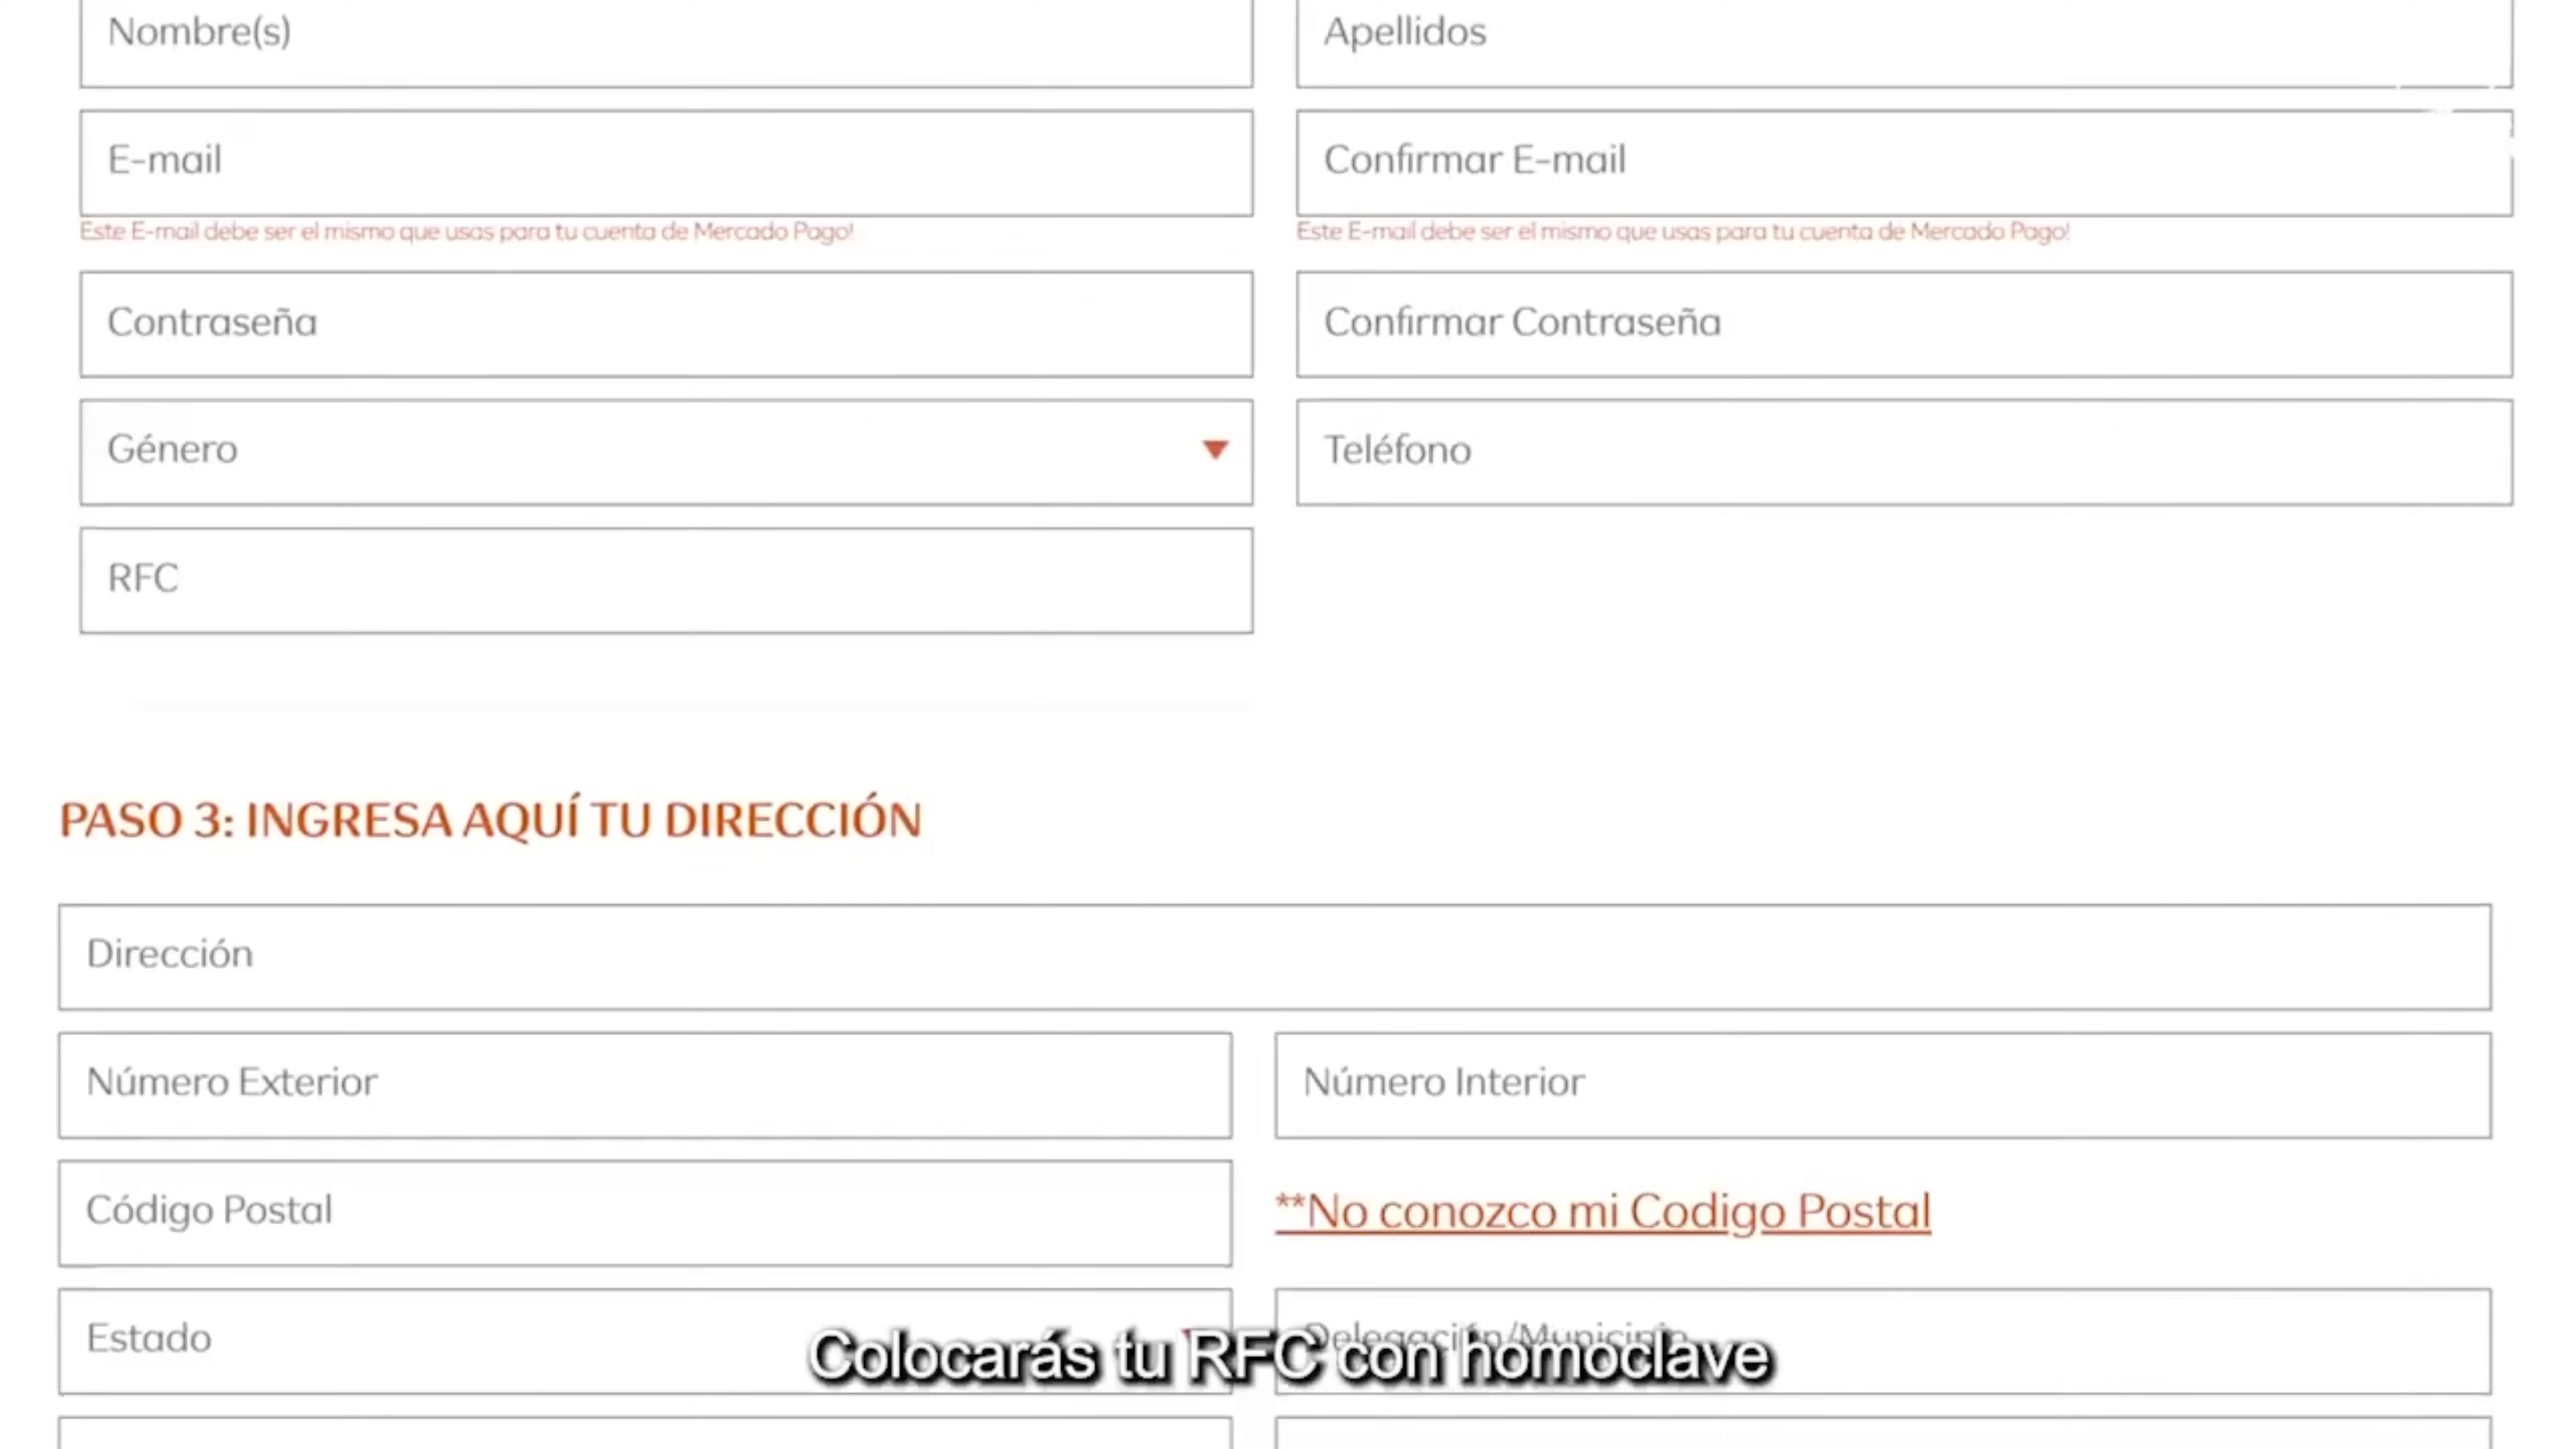 Nombre(s)
Apellidos
E-mail
Confirmar E-mail
Este E-mail debe ser el mismo que usas para tu cuenta de Mercado Pago!
Este E-mail debe ser el mismo que usas para tu cuenta de Mercado Pago!
Contraseña
Confirmar Contraseña
Género
Teléfono
RFC
PASO 3: INGRESA AQUÍ TU DIRECCIÓN
Dirección
Número Exterior
Número Interior
Código Postal
**No conozco mi Codigo Postal
Estado
Delegación/Municipio
Colocarás tu RFC con homoclave